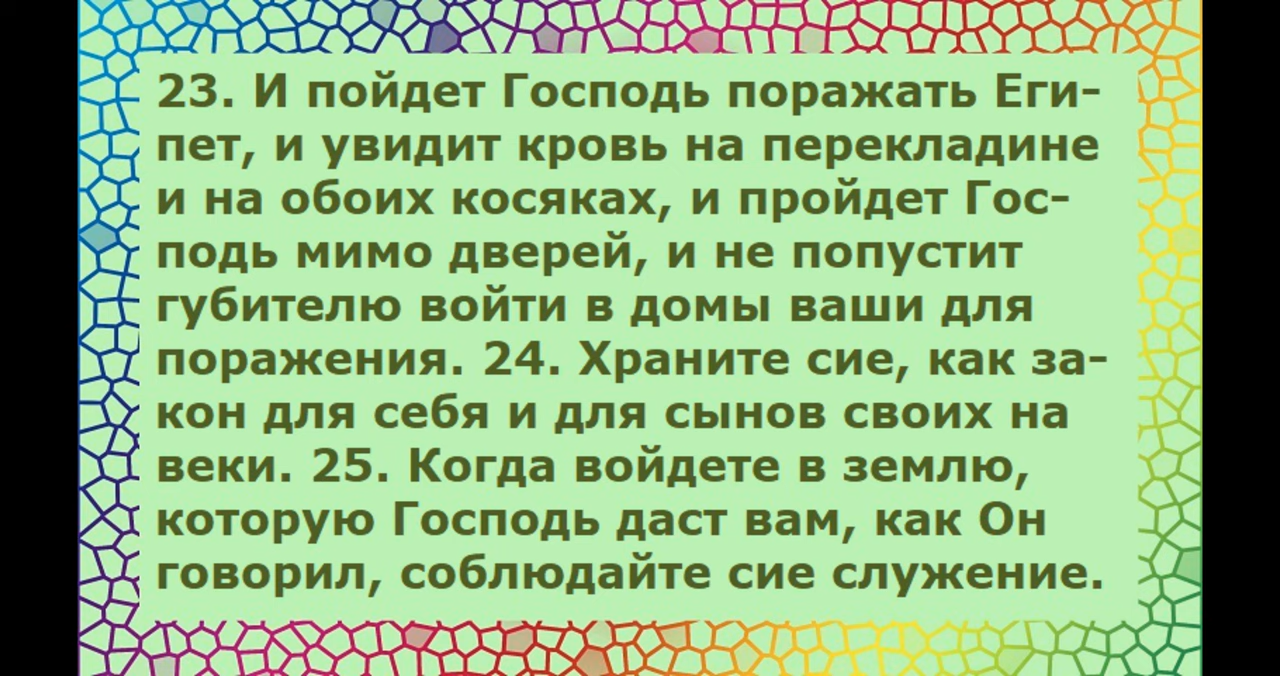 23. И пойдет Господь поражать Еги-
пет, и увидит кровь на перекладине
и на обоих косяках, и пройдет Гос-
подь мимо дверей, и не попустит
губителю войти в домы ваши для
поражения. 24. Храните сие, как за-
кон для себя и для сынов своих на
веки. 25. Когда войдете в землю,
которую Господь даст вам, как Он
говорил, соблюдайте сие служение.